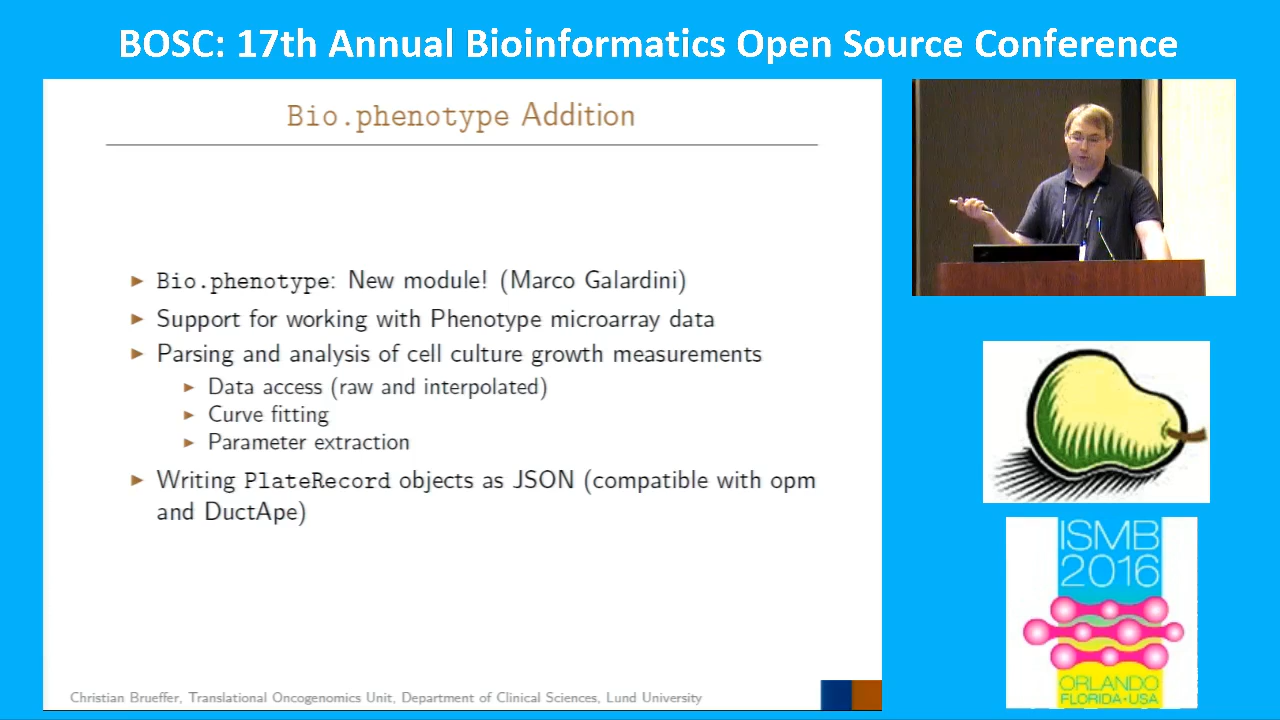 BOSC: 17th Annual Bioinformatics Open Source Conference
Bio.phenotype Addition
Bio.phenotype: New module! (Marco Galardini)
Support for working with Phenotype microarray data
Parsing and analysis of cell culture growth measurements
Data access (raw and interpolated)
Curve fitting
Parameter extraction
Writing PlateRecord objects as JSON (compatible with opm
and DuctApe)
Christian Brueffer, Translational Oncogenomics Unit, Department of Clinical Sciences, Lund University
ISMB
2016
ORLANDO
FLORIDA•USA